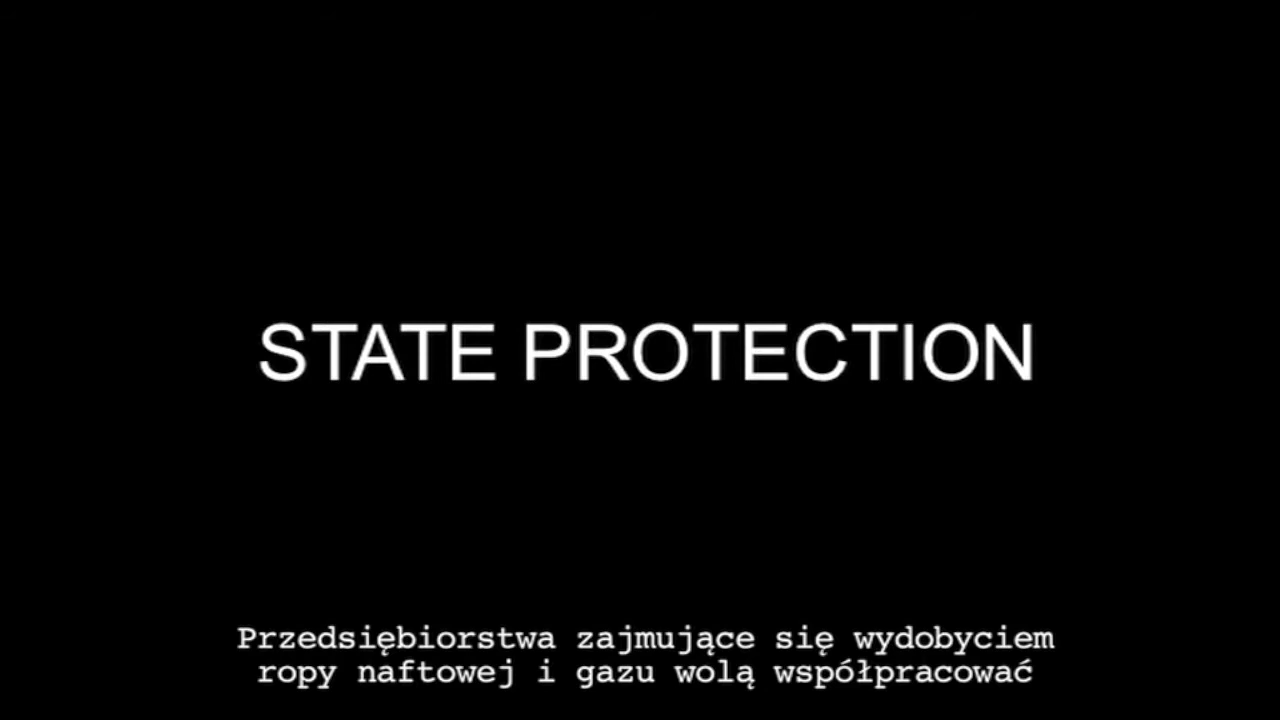 STATE PROTECTION
Przedsiębiorstwa zajmujące się wydobyciem
ropy naftowej i gazu wolą współpracować